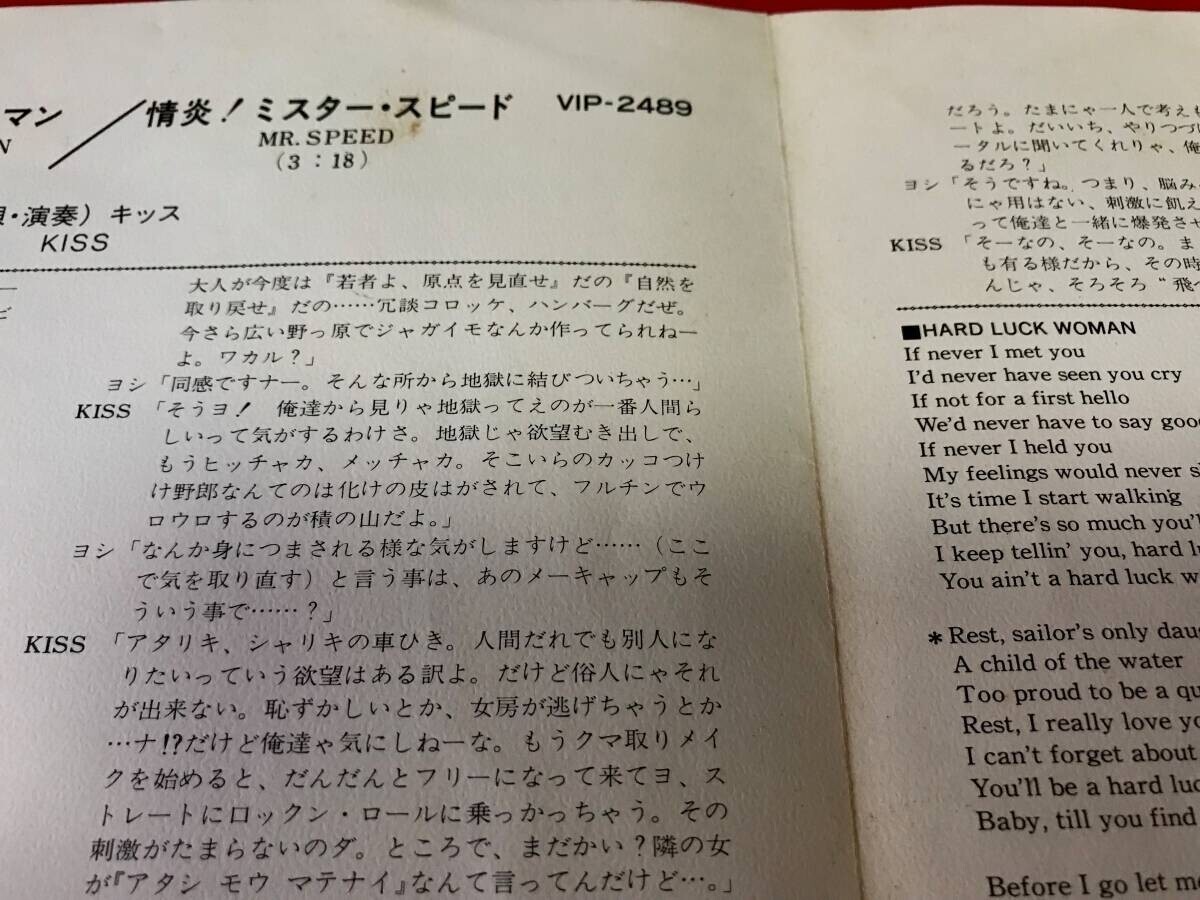 マン／情炎！ミスター・スピード VIP-2489
N MR. SPEED
(3：18)
・演奏）キッス
KISS
大人が今度は『若者よ、原点を見直せ』だの『自然を
取り戻せ』だの……冗談コロッケ、ハンバーグだぜ。
今さら広い野っ原でジャガイモなんか作ってられねー
よ。ワカル？」
ヨシ「同感ですナー。そんな所から地獄に結びついちゃう…」
KISS 「そうヨ！ 俺達から見りゃ地獄ってえのが一番人間ら
しいって気がするわけさ。地獄じゃ欲望むき出しで、
もうヒッチャカ、メッチャカ。そこいらのカッコつけ
け野郎なんてのは化けの皮はがされて、フルチンでウ
ロウロするのが積の山だよ。」
ヨシ「なんか身につまされる様な気がしますけど……（ここ
で気を取り直す）と言う事は、あのメーキャップもそ
ういう事で……？」
KISS 「アタリキ、シャリキの車ひき。人間だれでも別人にな
りたいっていう欲望はある訳よ。だけど俗人にゃそれ
が出来ない。恥ずかしいとか、女房が逃げちゃうとか
…ナ!?だけど俺達ゃ気にしねーな。もうクマ取りメイ
クを始めると、だんだんとフリーになって来てヨ、ス
トレートにロックン・ロールに乗っかっちゃう。その
刺激がたまらないのダ。ところで、まだかい？隣の女
が『アタシ モウ マテナイ』なんて言ってんだけど…。」
だろう。たまにゃ一人で考えも
ートよ。だいいち、やりつづけ
ータルに聞いてくれりゃ、俺
るだろ？」
ヨシ「そうですね。つまり、脳み
にゃ用はない、刺激に飢え
って俺達と一緒に爆発させ
KISS 「そーなの、そーなの。ま
も有る様だから、その時
んじゃ、そろそろ“飛べ
■HARD LUCK WOMAN
If never I met you
I'd never have seen you cry
If not for a first hello
We'd never have to say goo
If never I held you
My feelings would never s
It's time I start walking
But there's so much you'l
I keep tellin' you, hard l
You ain't a hard luck w
＊Rest, sailor's only dau
A child of the water
Too proud to be a qu
Rest, I really love yo
I can't forget about
You'll be a hard luc
Baby, till you find
Before I go let me